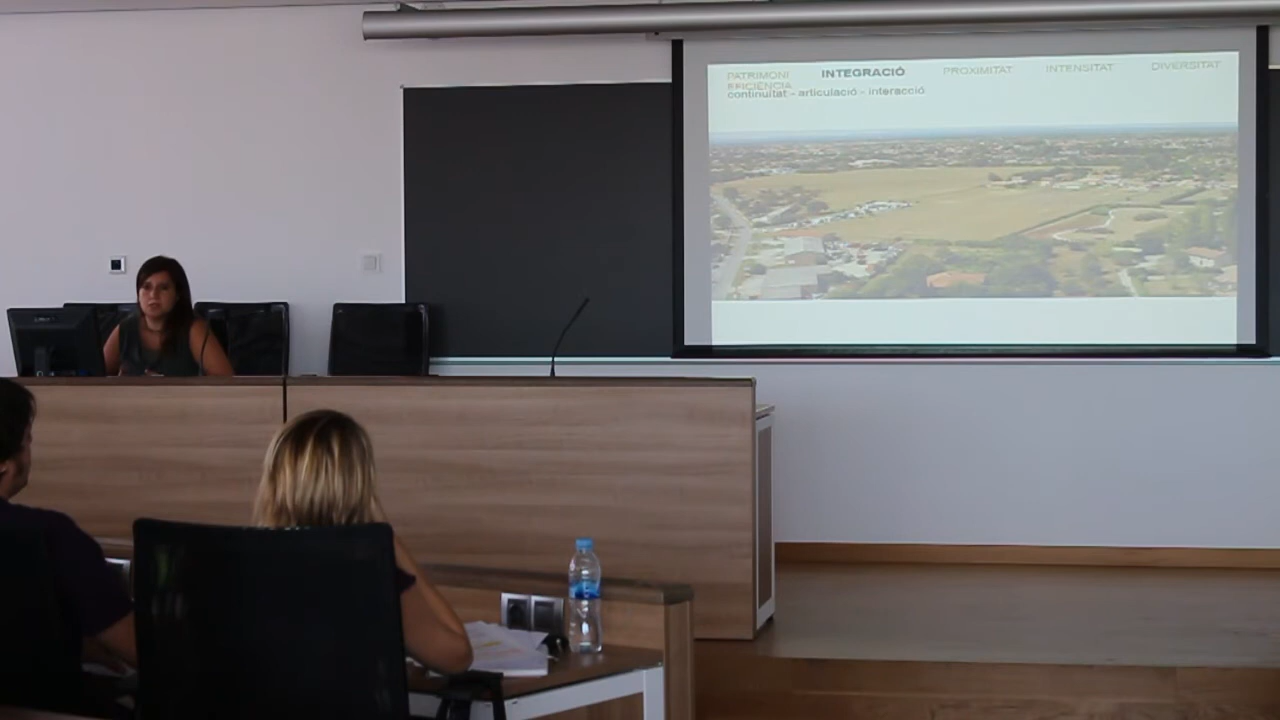 PATRIMONI INTEGRACIÓ PROXIMITAT INTENSITAT DIVERSITAT
EFICIÈNCIA
continuïtat - articulació - interacció